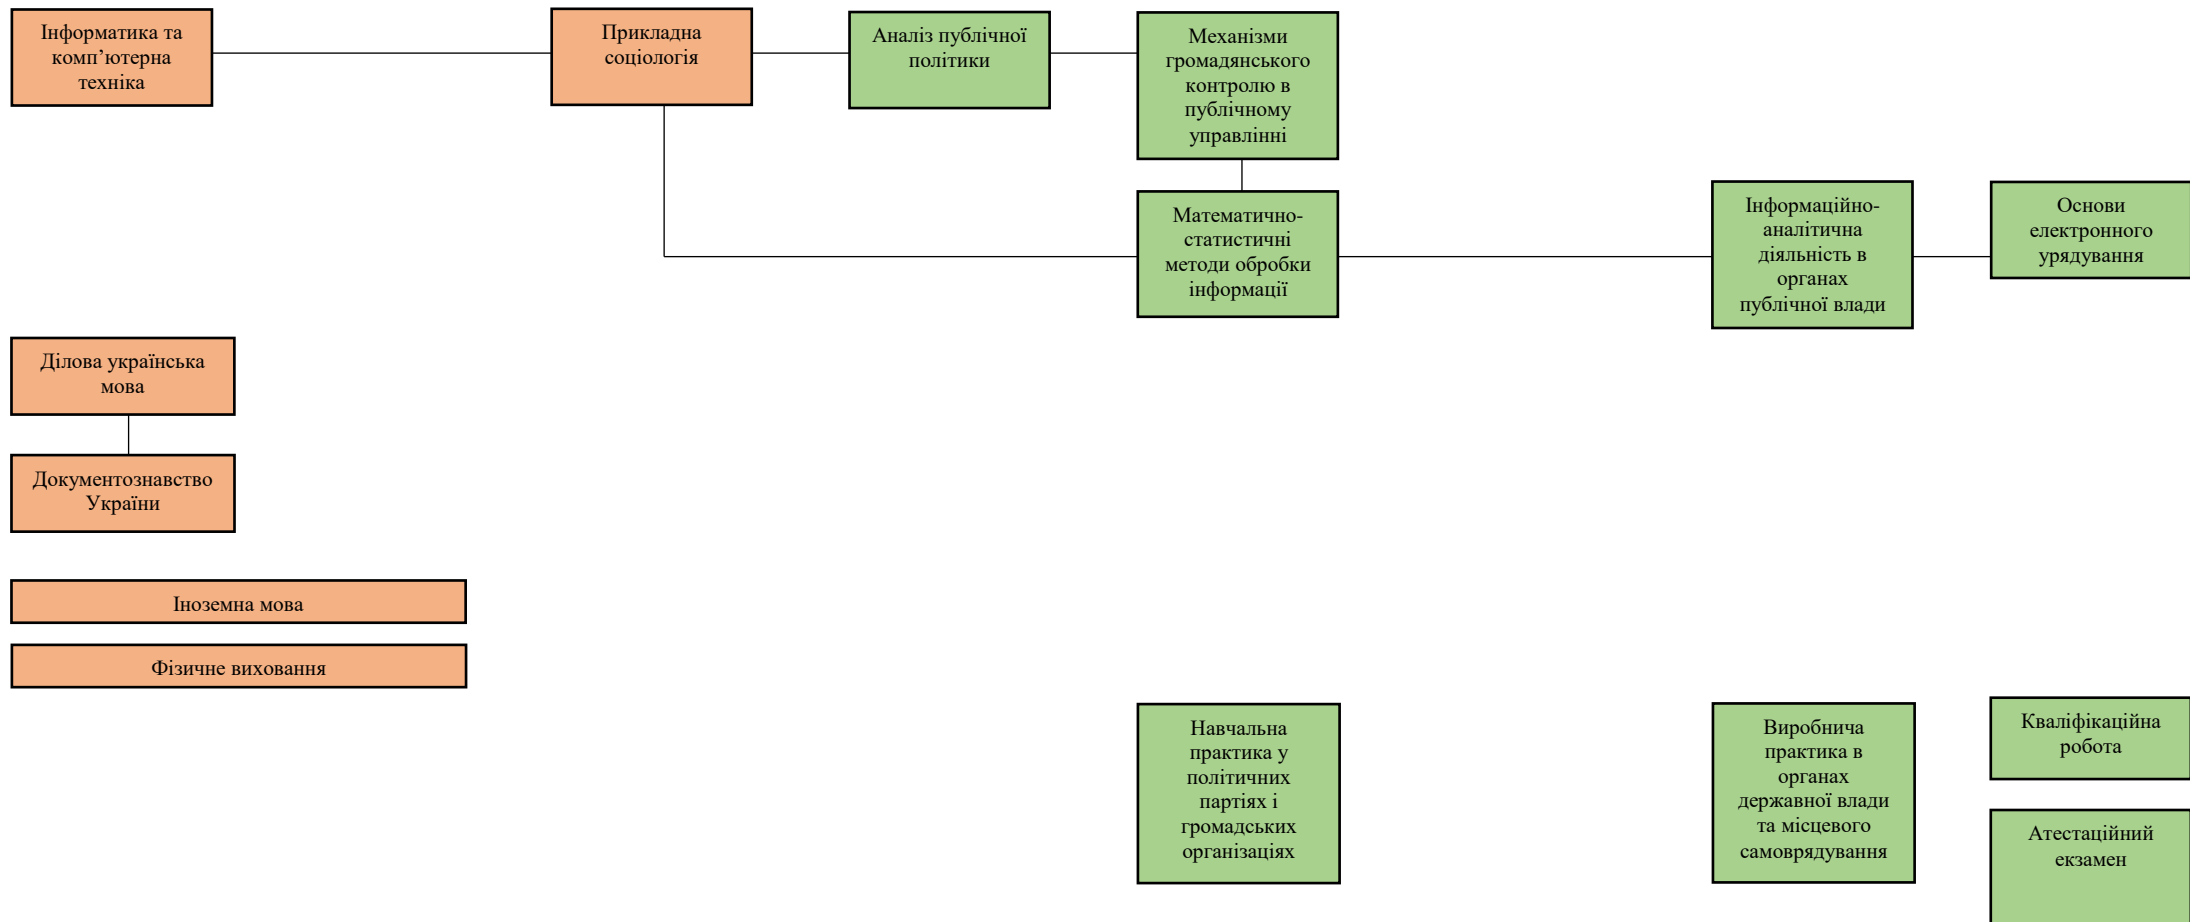 Інформатика та
комп’ютерна
техніка
Прикладна
соціологія
Аналіз публічної
політики
Механізми
громадянського
контролю в
публічному
управлінні
Математично-
статистичні
методи обробки
інформації
Інформаційно-
аналітична
діяльність в
органах
публічної влади
Основи
електронного
урядування
Ділова українська
мова
Документознавство
України
Іноземна мова
Фізичне виховання
Навчальна
практика у
політичних
партіях і
громадських
організаціях
Виробнича
практика в
органах
державної влади
та місцевого
самоврядування
Кваліфікаційна
робота
Атестаційний
екзамен